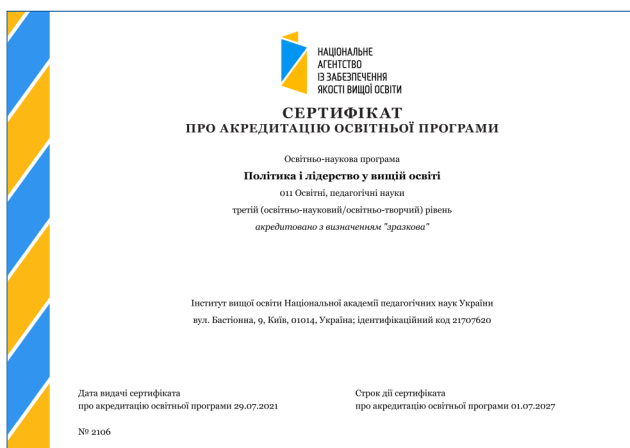 НАЦІОНАЛЬНЕ
АГЕНТСТВО
ІЗ ЗАБЕЗПЕЧЕННЯ
ЯКОСТІ ВИЩОЇ ОСВІТИ
СЕРТИФІКАТ
ПРО АКРЕДИТАЦІЮ ОСВІТНЬОЇ ПРОГРАМИ
Освітньо-наукова програма
Політика і лідерство у вищій освіті
011 Освітні, педагогічні науки
третій (освітньо-науковий/освітньо-творчий) рівень
акредитовано з визначенням "зразкова"
Інститут вищої освіти Національної академії педагогічних наук України
вул. Бастіонна, 9, Київ, 01014, Україна; ідентифікаційний код 21707620
Дата видачі сертифіката
про акредитацію освітньої програми 29.07.2021
Строк дії сертифіката
про акредитацію освітньої програми 01.07.2027
№ 2106